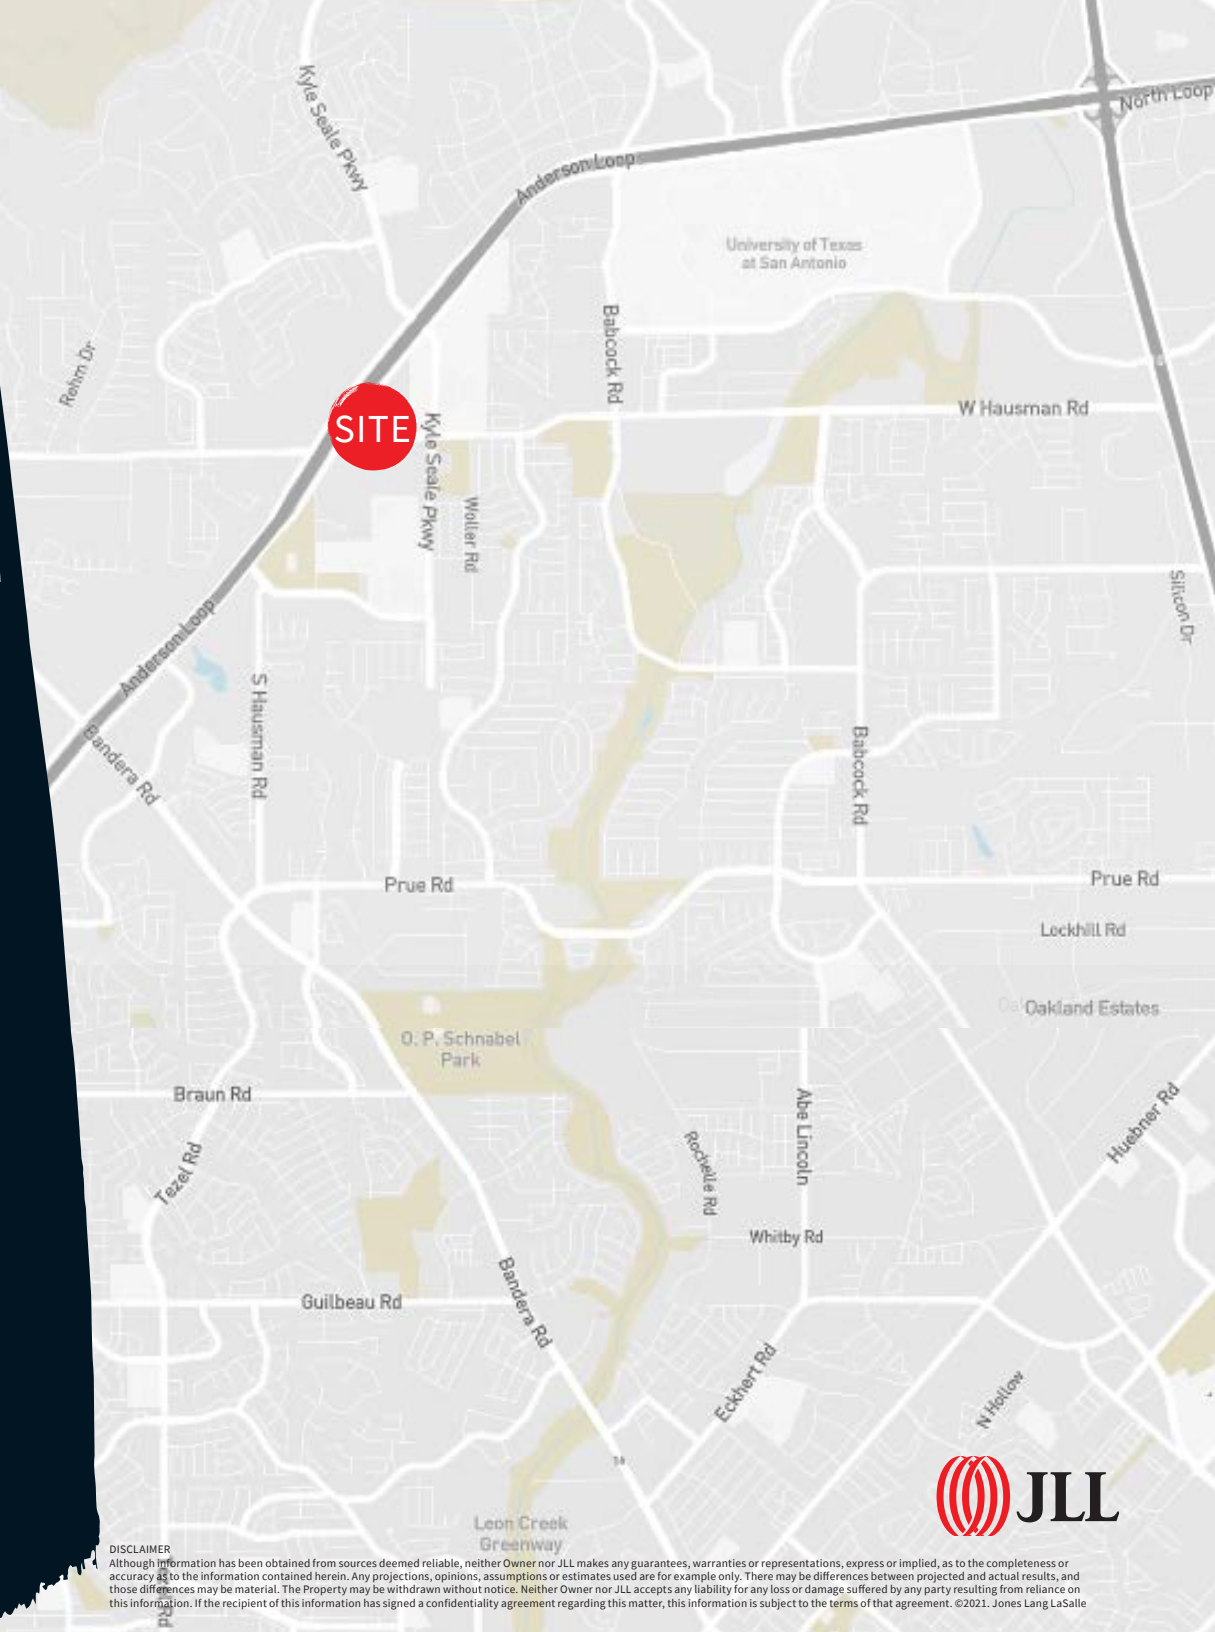 Kyle Seale Pkwy
North Loop
Anderson Loop
University of Texas
at San Antonio
Babcock Rd
Rehm Dr
W Hausman Rd
SITE
Kyle Seale Pkwy
Woller Rd
Silicon Dr
Anderson Loop
S Hausman Rd
Bandera Rd
Babcock Rd
Prue Rd
Prue Rd
Lockhill Rd
Oakland Estates
O. P. Schnabel
Park
Braun Rd
Abe Lincoln
Huebner Rd
Tezel Rd
Rochelle Rd
Whitby Rd
Bandera Rd
Guilbeau Rd
Eckhert Rd
N Hollow
JLL
Leon Creek
Greenway
DISCLAIMER
Although information has been obtained from sources deemed reliable, neither Owner nor JLL makes any guarantees, warranties or representations, express or implied, as to the completeness or
accuracy as to the information contained herein. Any projections, opinions, assumptions or estimates used are for example only. There may be differences between projected and actual results, and
those differences may be material. The Property may be withdrawn without notice. Neither Owner nor JLL accepts any liability for any loss or damage suffered by any party resulting from reliance on
this information. If the recipient of this information has signed a confidentiality agreement regarding this matter, this information is subject to the terms of that agreement. ©2021. Jones Lang LaSalle